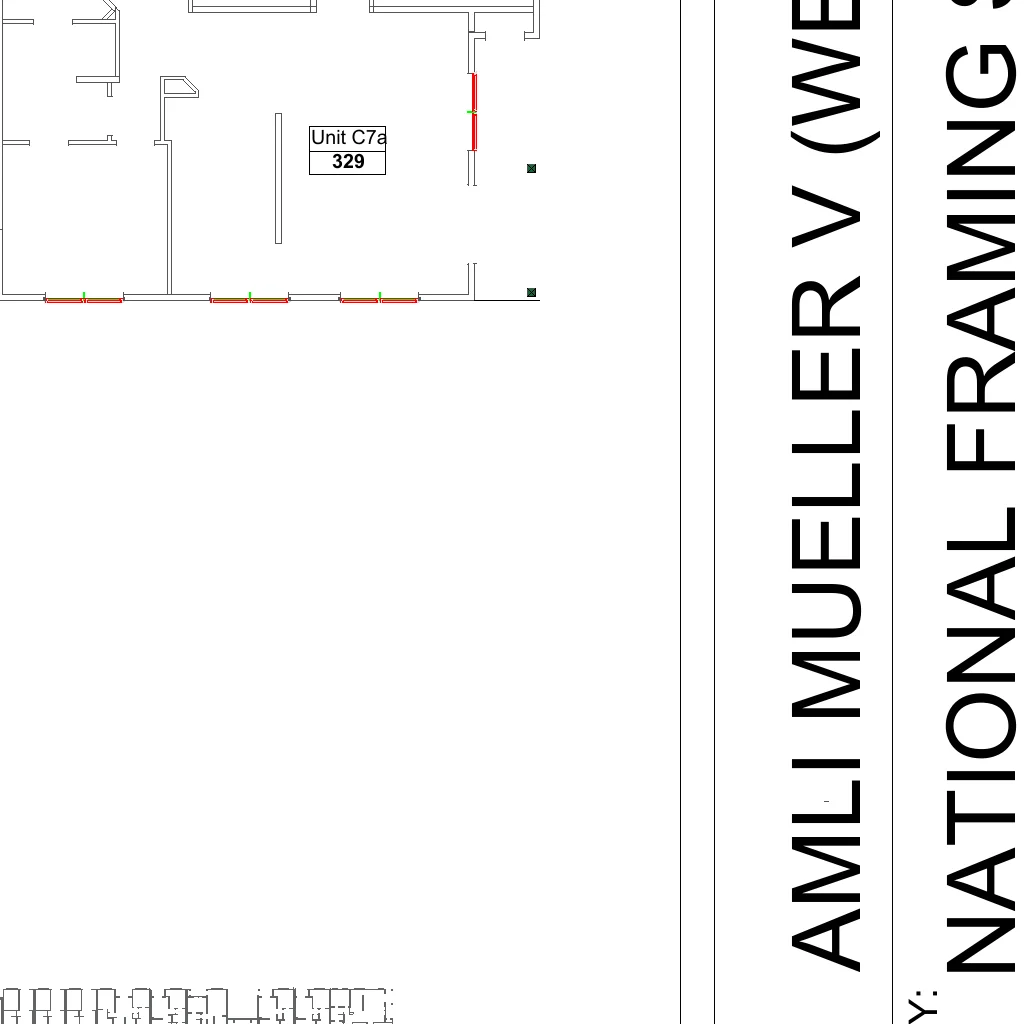 Unit C7a
329
AMLI MUELLER V (WE
NATIONAL FRAMING S
Y: